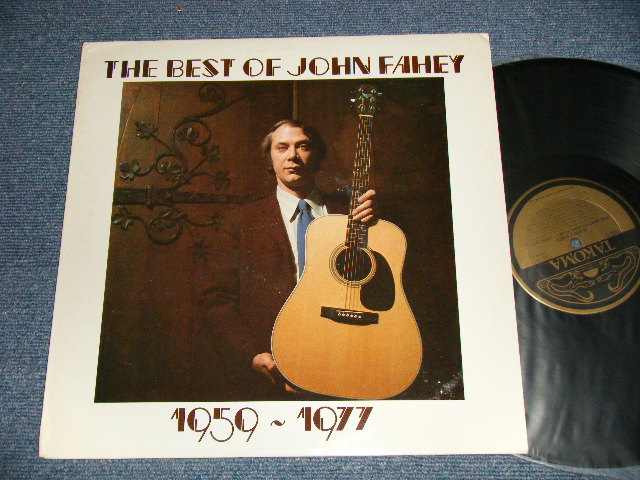 THE BEST OF JOHN FAHEY
1959 ~ 1977
TAKOMA